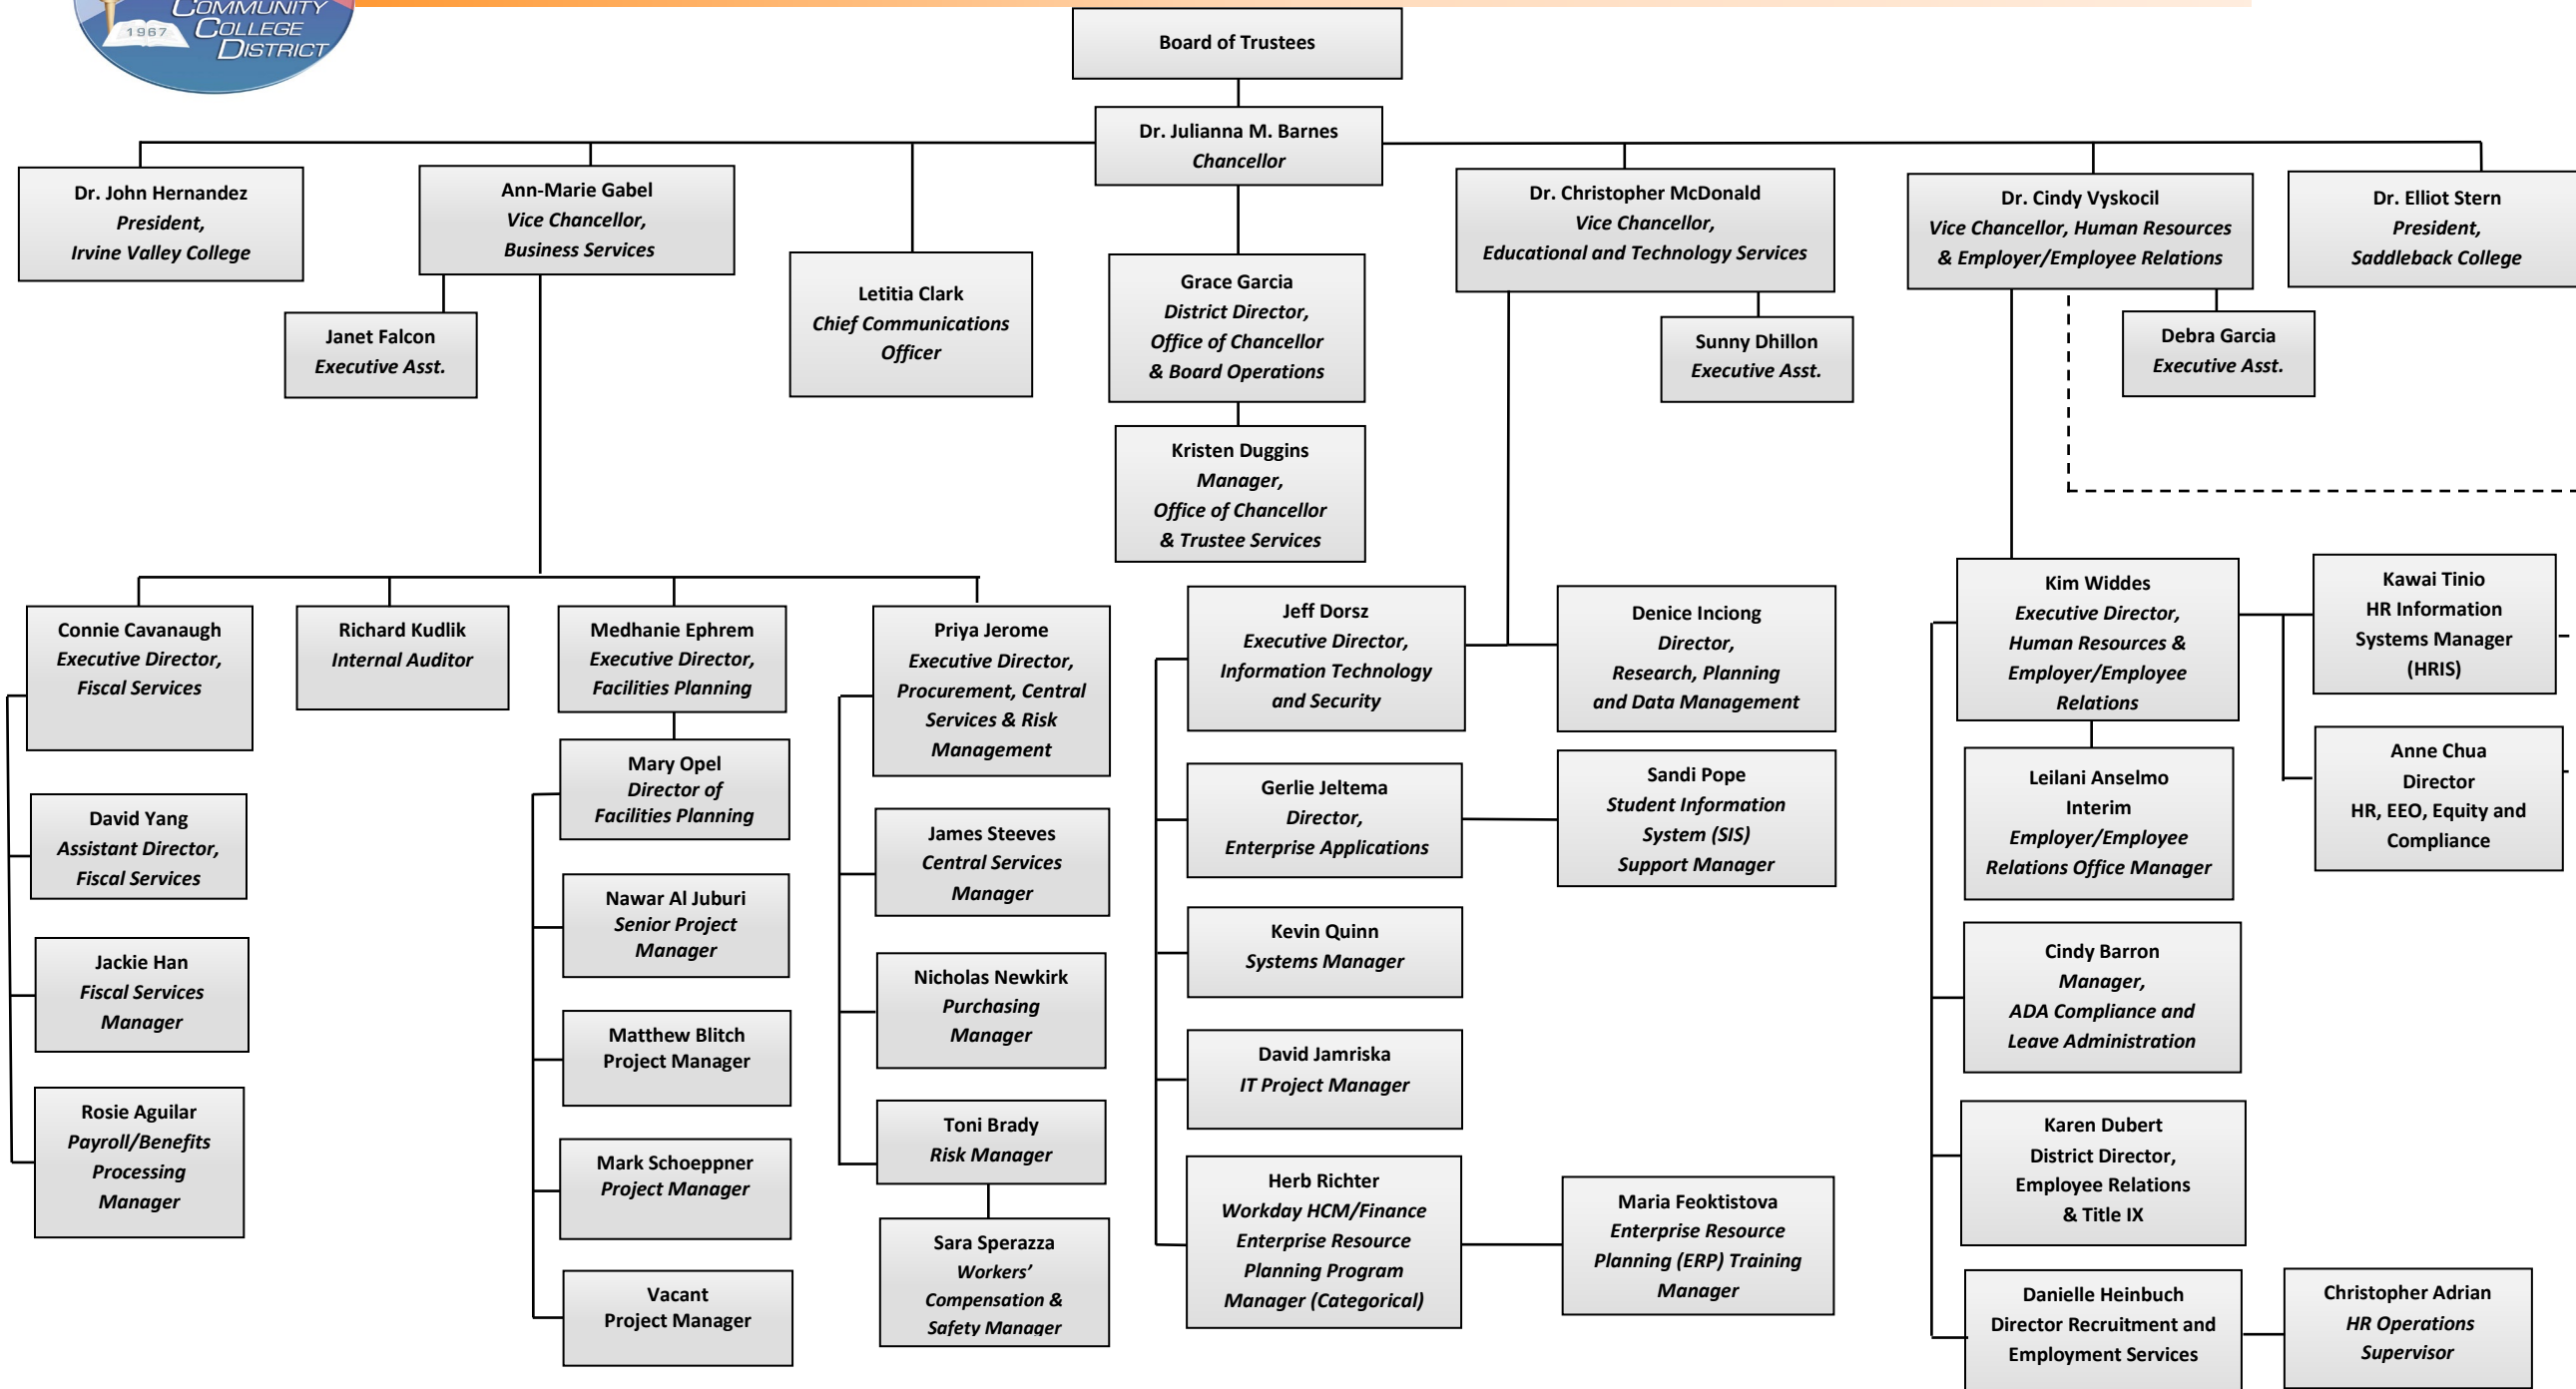 COMMUNITY
COLLEGE
DISTRICT
1967
Board of Trustees
Dr. Julianna M. Barnes
Chancellor
Dr. John Hernandez
President,
Irvine Valley College
Ann-Marie Gabel
Vice Chancellor,
Business Services
Janet Falcon
Executive Asst.
Letitia Clark
Chief Communications
Officer
Grace Garcia
District Director,
Office of Chancellor
& Board Operations
Kristen Duggins
Manager,
Office of Chancellor
& Trustee Services
Dr. Christopher McDonald
Vice Chancellor,
Educational and Technology Services
Sunny Dhillon
Executive Asst.
Dr. Cindy Vyskocil
Vice Chancellor, Human Resources
& Employer/Employee Relations
Debra Garcia
Executive Asst.
Dr. Elliot Stern
President,
Saddleback College
Connie Cavanaugh
Executive Director,
Fiscal Services
David Yang
Assistant Director,
Fiscal Services
Jackie Han
Fiscal Services
Manager
Rosie Aguilar
Payroll/Benefits
Processing
Manager
Richard Kudlik
Internal Auditor
Medhanie Ephrem
Executive Director,
Facilities Planning
Mary Opel
Director of
Facilities Planning
Nawar Al Juburi
Senior Project
Manager
Matthew Blitch
Project Manager
Mark Schoeppner
Project Manager
Vacant
Project Manager
Priya Jerome
Executive Director,
Procurement, Central
Services & Risk
Management
James Steeves
Central Services
Manager
Nicholas Newkirk
Purchasing
Manager
Toni Brady
Risk Manager
Sara Sperazza
Workers’
Compensation &
Safety Manager
Jeff Dorsz
Executive Director,
Information Technology
and Security
Denice Inciong
Director,
Research, Planning
and Data Management
Gerlie Jeltema
Director,
Enterprise Applications
Sandi Pope
Student Information
System (SIS)
Support Manager
Kevin Quinn
Systems Manager
David Jamriska
IT Project Manager
Herb Richter
Workday HCM/Finance
Enterprise Resource
Planning Program
Manager (Categorical)
Maria Feoktistova
Enterprise Resource
Planning (ERP) Training
Manager
Kim Widdes
Executive Director,
Human Resources &
Employer/Employee
Relations
Kawai Tinio
HR Information
Systems Manager
(HRIS)
Anne Chua
Director
HR, EEO, Equity and
Compliance
Leilani Anselmo
Interim
Employer/Employee
Relations Office Manager
Cindy Barron
Manager,
ADA Compliance and
Leave Administration
Karen Dubert
District Director,
Employee Relations
& Title IX
Danielle Heinbuch
Director Recruitment and
Employment Services
Christopher Adrian
HR Operations
Supervisor